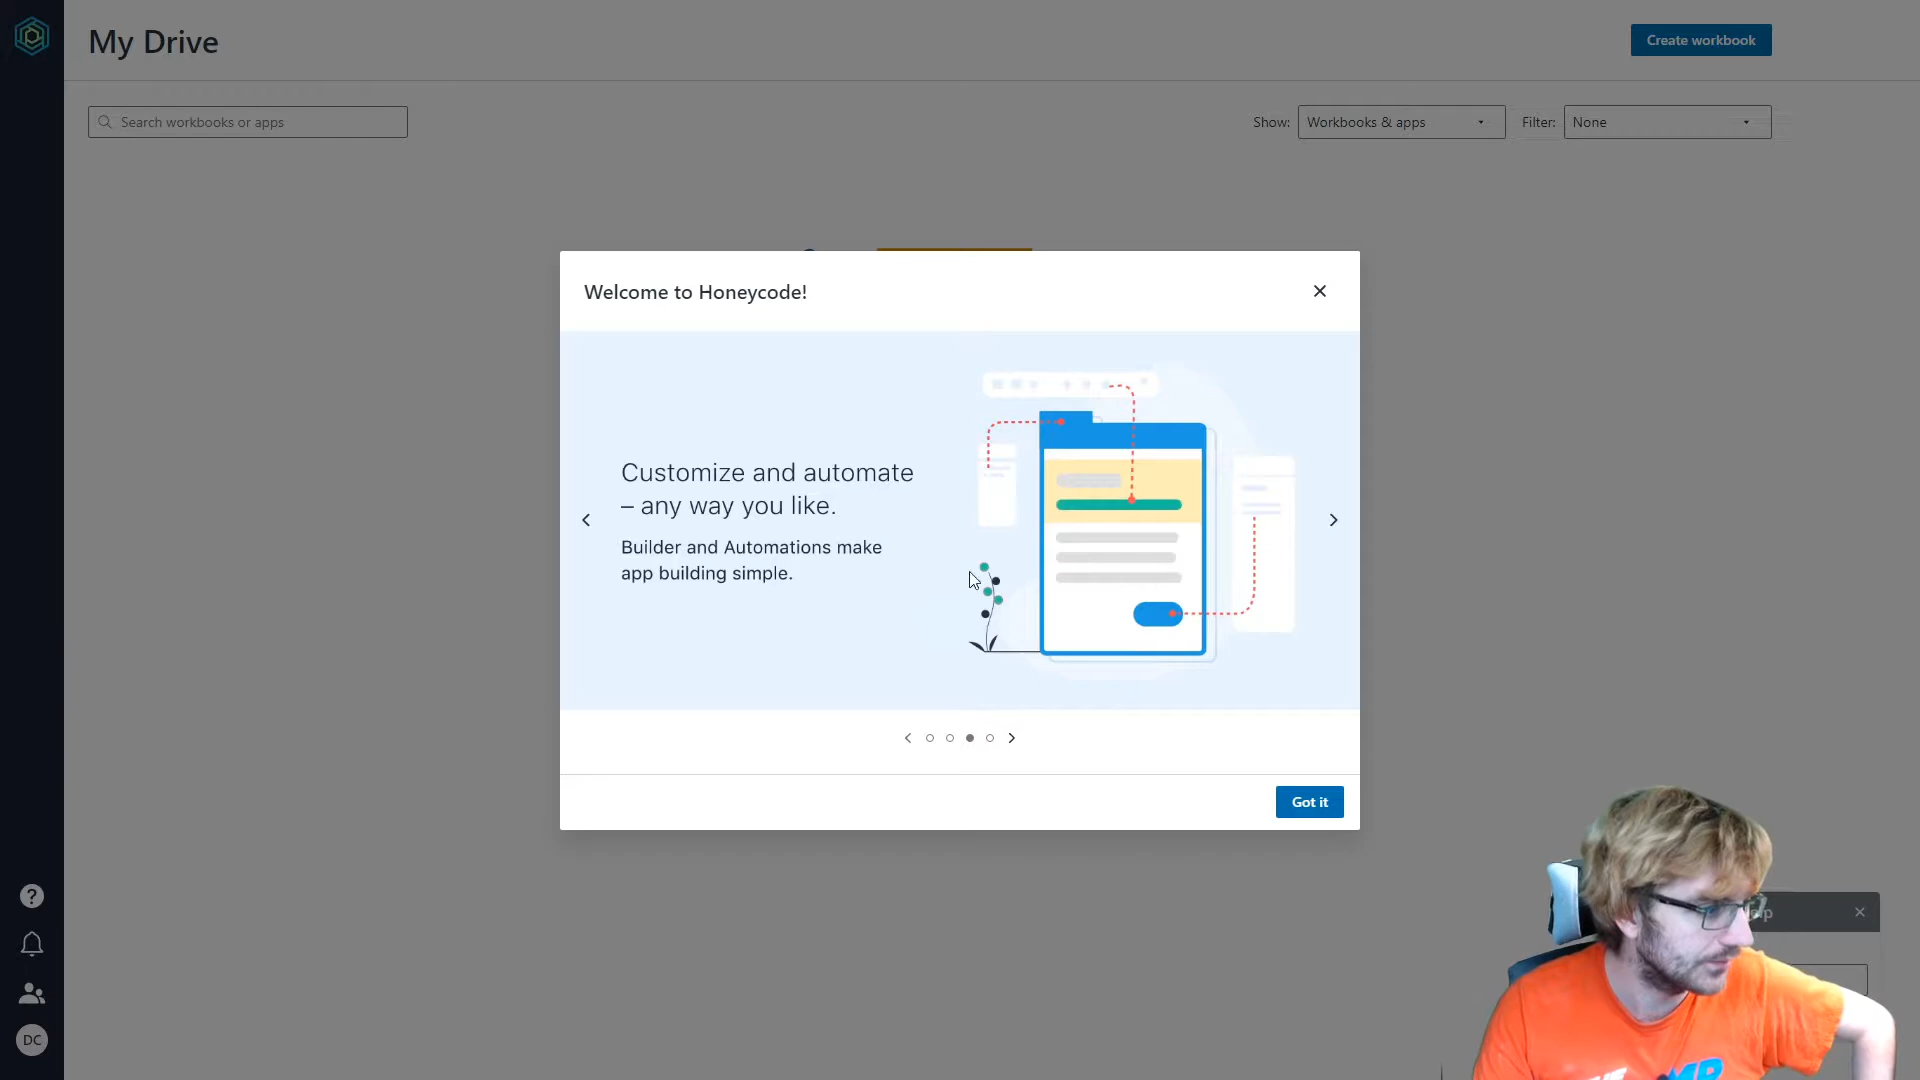 My Drive
Create workbook
Search workbooks or apps
Show:
Workbooks & apps
Filter:
None
Welcome to Honeycode!
Customize and automate
– any way you like.
Builder and Automations make
app building simple.
Got it
?
DC